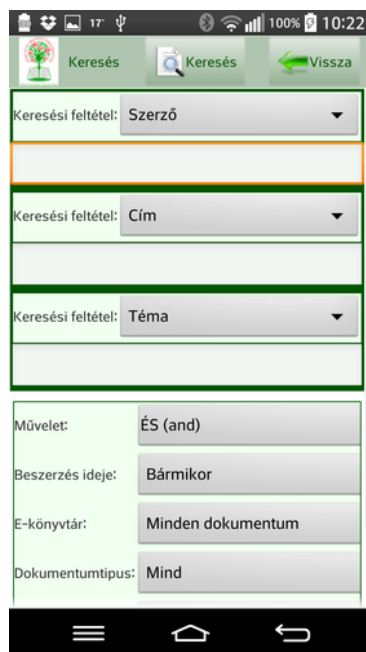 17° 100% 10:22
Keresés Keresés Vissza
Keresési feltétel: Szerző
Keresési feltétel: Cím
Keresési feltétel: Téma
Művelet: ÉS (and)
Beszerzés ideje: Bármikor
E-könyvtár: Minden dokumentum
Dokumentumtipus: Mind